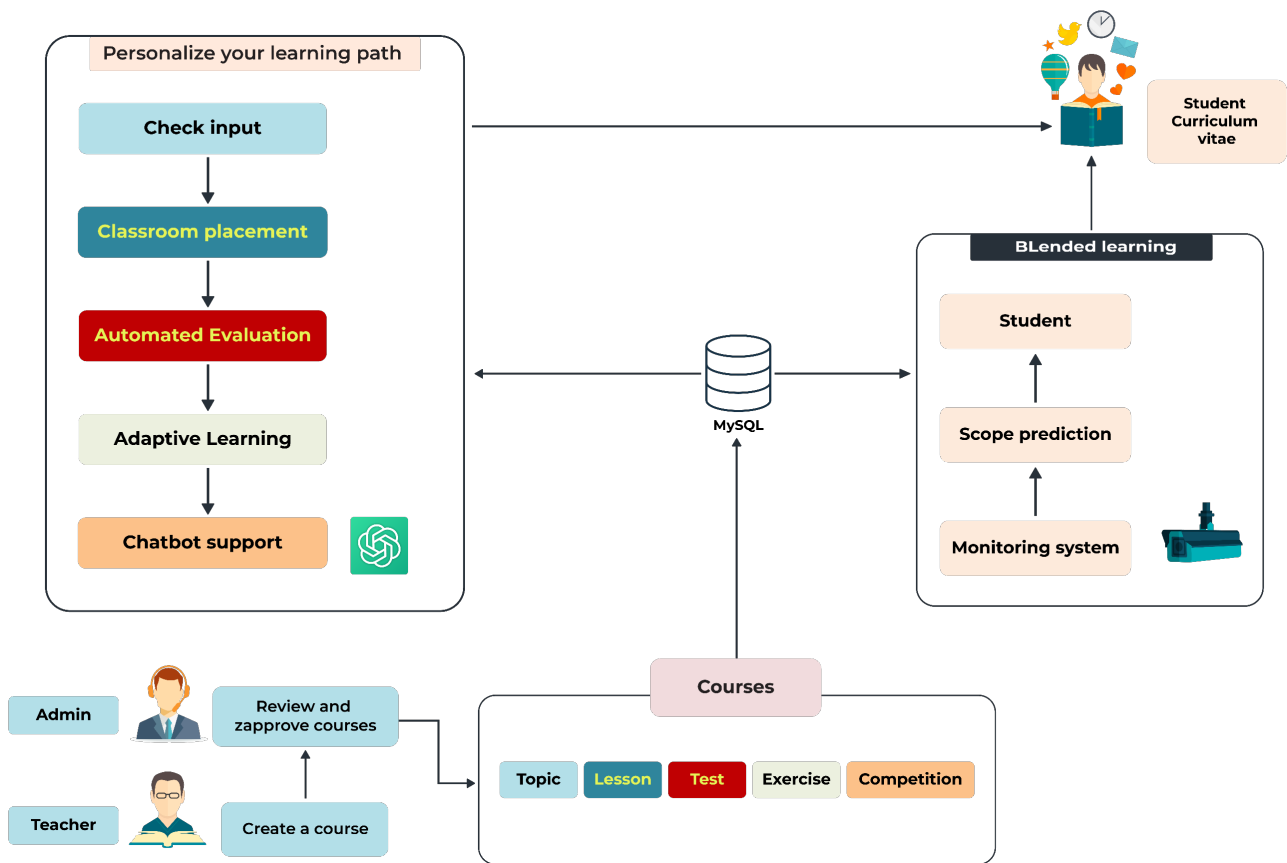 Personalize your learning path
Check input
Classroom placement
Automated Evaluation
Adaptive Learning
Chatbot support
Student
Curriculum
vitae
BLended learning
Student
Scope prediction
Monitoring system
MySQL
Admin
Review and
zapprove courses
Teacher
Create a course
Courses
Topic
Lesson
Test
Exercise
Competition